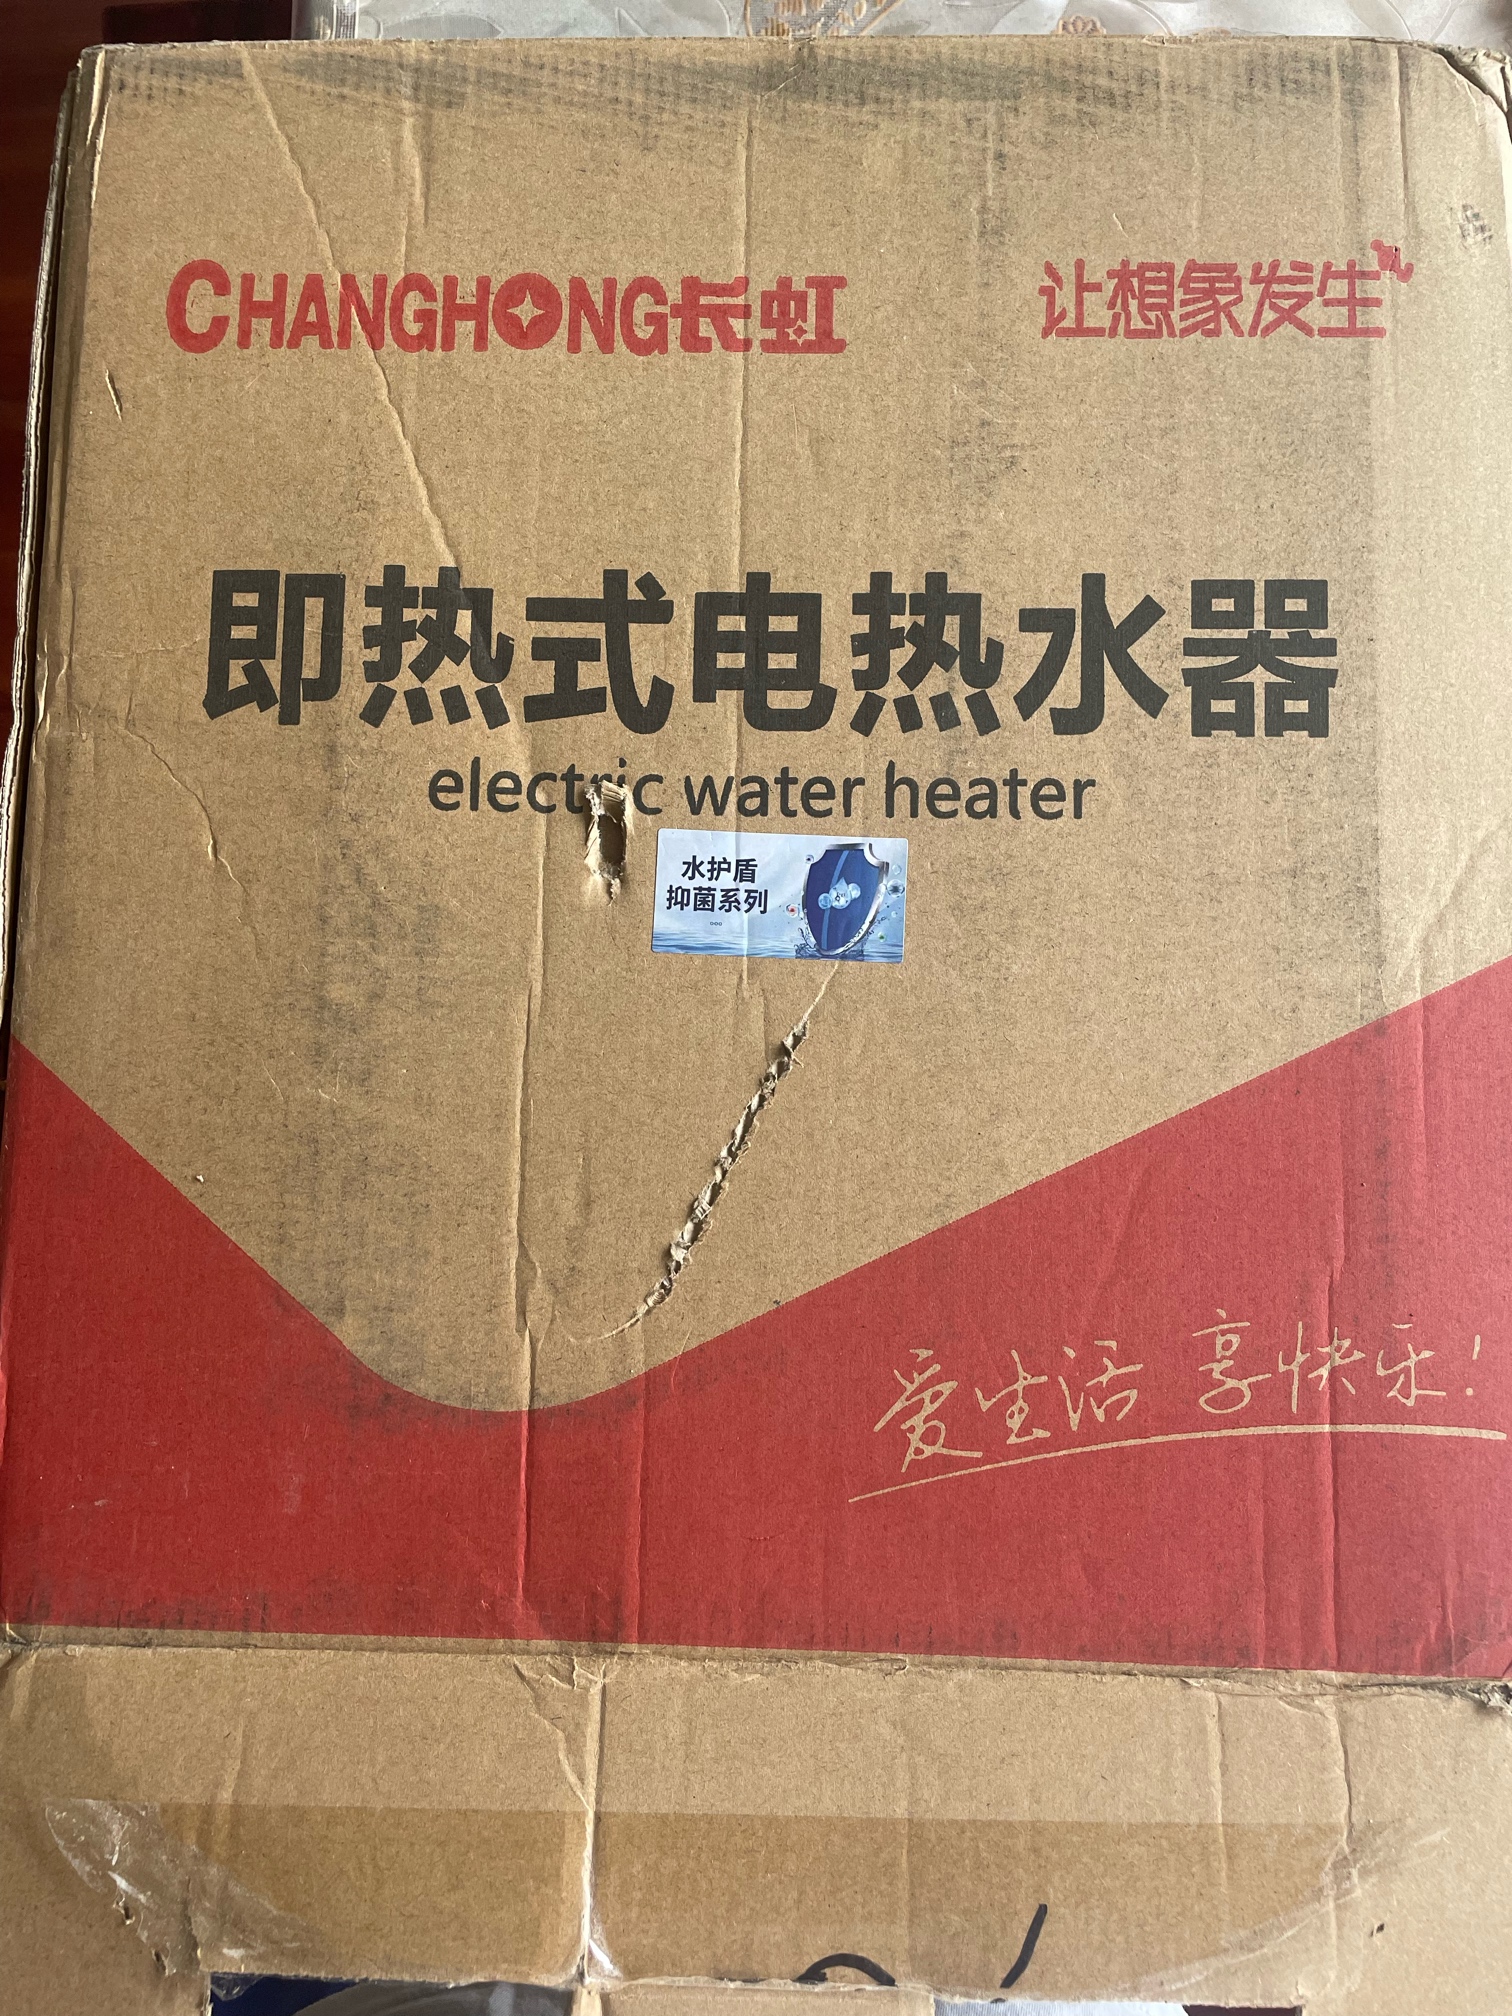 CHANGHONG长虹
让想象发生
即热式电热水器
electric water heater
水护盾
抑菌系列
爱生活 享快乐!